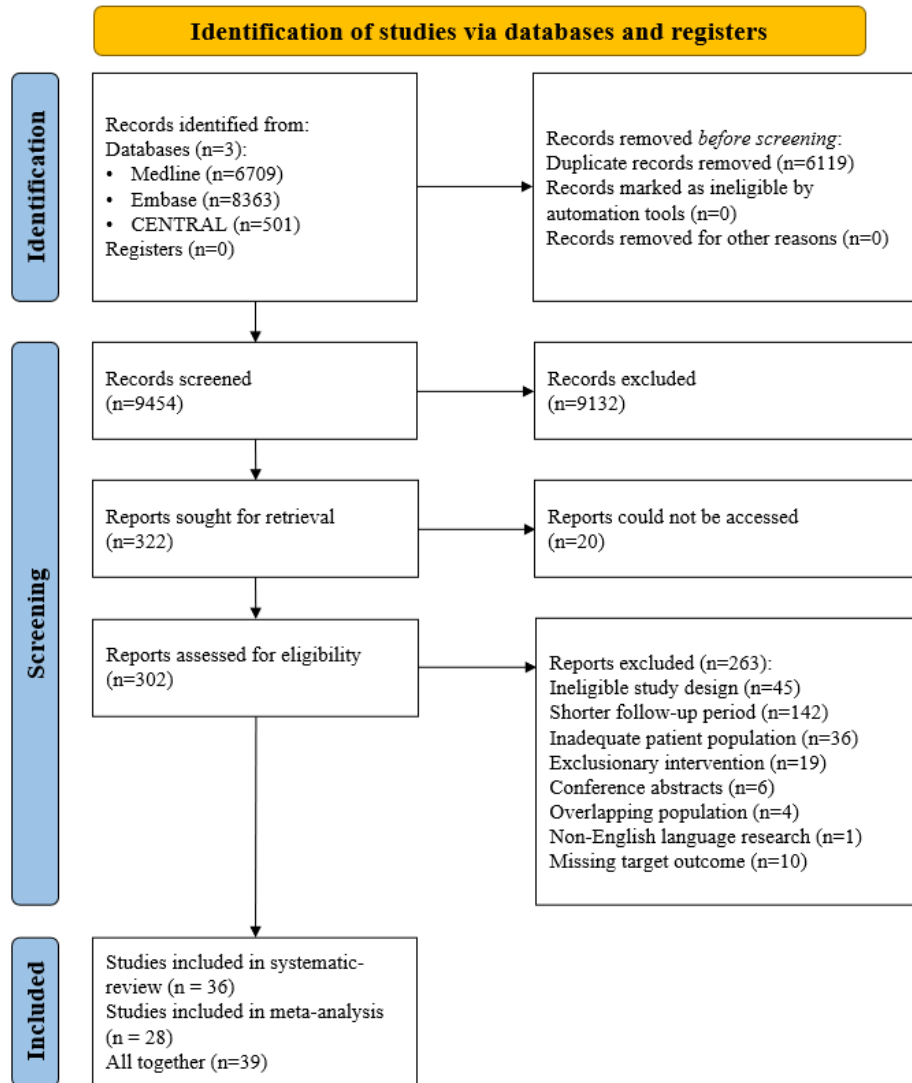 Identification of studies via databases and registers
Identification
Records identified from:
Databases (n=3):
• Medline (n=6709)
• Embase (n=8363)
• CENTRAL (n=501)
Registers (n=0)
Records removed before screening:
Duplicate records removed (n=6119)
Records marked as ineligible by
automation tools (n=0)
Records removed for other reasons (n=0)
Screening
Records screened
(n=9454)
Records excluded
(n=9132)
Reports sought for retrieval
(n=322)
Reports could not be accessed
(n=20)
Reports assessed for eligibility
(n=302)
Reports excluded (n=263):
Ineligible study design (n=45)
Shorter follow-up period (n=142)
Inadequate patient population (n=36)
Exclusionary intervention (n=19)
Conference abstracts (n=6)
Overlapping population (n=4)
Non-English language research (n=1)
Missing target outcome (n=10)
Included
Studies included in systematic-
review (n = 36)
Studies included in meta-analysis
(n = 28)
All together (n=39)